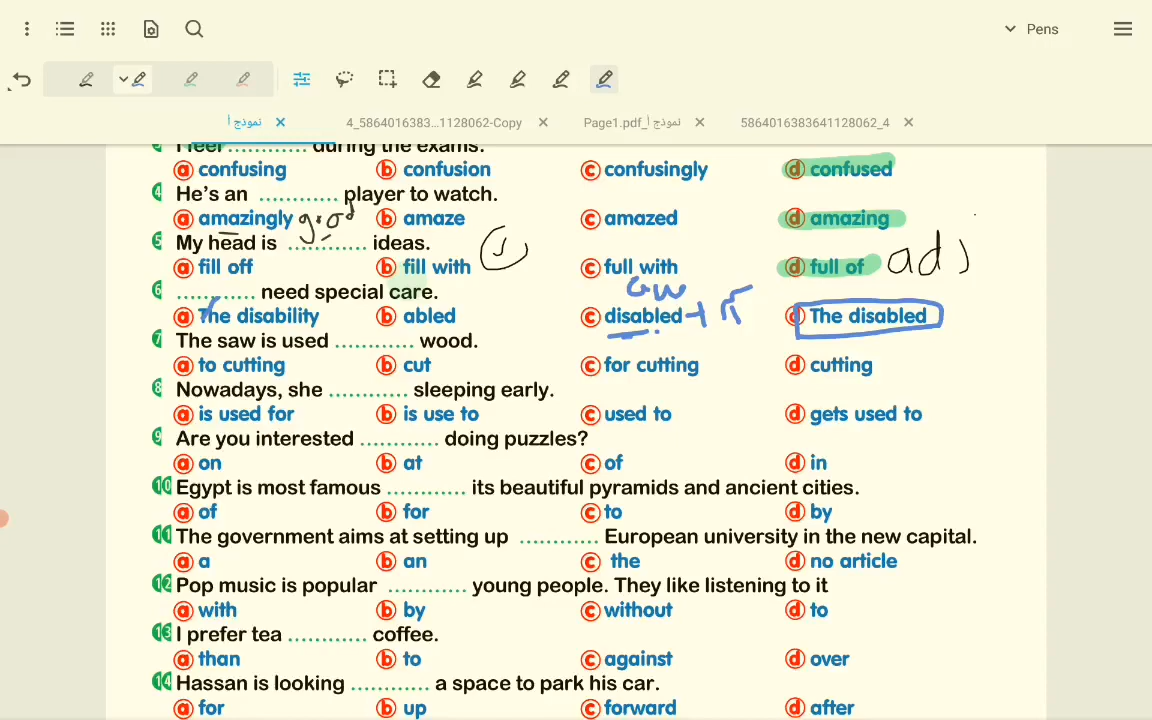 Pens
نموذج أ
4_5864016383...1128062-Copy
Page1.pdf_نموذج أ
5864016383641128062_4
I feel ............ during the exams.
a confusing b confusion c confusingly d confused
4 He's an ............ player to watch.
a amazingly good b amaze c amazed d amazing
5 My head is ............ ideas.
a fill off b fill with c full with d full of adj
6 ............ need special care.
a The disability b abled c disabled d The disabled
7 The saw is used ............ wood.
a to cutting b cut c for cutting d cutting
8 Nowadays, she ............ sleeping early.
a is used for b is use to c used to d gets used to
9 Are you interested ............ doing puzzles?
a on b at c of d in
10 Egypt is most famous ............ its beautiful pyramids and ancient cities.
a of b for c to d by
11 The government aims at setting up ............ European university in the new capital.
a a b an c the d no article
12 Pop music is popular ............ young people. They like listening to it
a with b by c without d to
13 I prefer tea ............ coffee.
a than b to c against d over
14 Hassan is looking ............ a space to park his car.
a for b up c forward d after